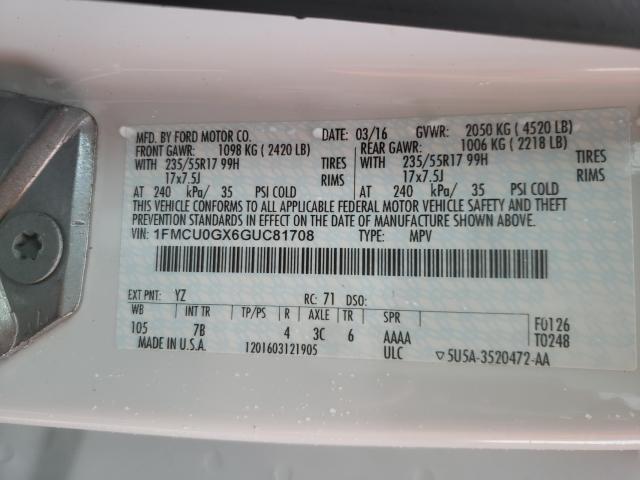 MFD. BY FORD MOTOR CO. DATE: 03/16 GVWR: 2050 KG ( 4520 LB)
FRONT GAWR: 1098 KG ( 2420 LB) REAR GAWR: 1006 KG ( 2218 LB)
WITH 235/55R17 99H TIRES WITH 235/55R17 99H TIRES
17x7.5J RIMS 17x7.5J RIMS
AT 240 kPa/ 35 PSI COLD AT 240 kPa/ 35 PSI COLD
THIS VEHICLE CONFORMS TO ALL APPLICABLE FEDERAL MOTOR VEHICLE SAFETY AND THEFT
PREVENTION STANDARDS IN EFFECT ON THE DATE OF MANUFACTURE SHOWN ABOVE.
VIN: 1FMCU0GX6GUC81708 TYPE: MPV
EXT PNT: YZ RC: 71 DSO:
WB INT TR TP/PS R AXLE TR SPR F0126
105 7B 4 3C 6 AAAA T0248
MADE IN U.S.A. 1201603121905 ULC ▽5U5A-3520472-AA